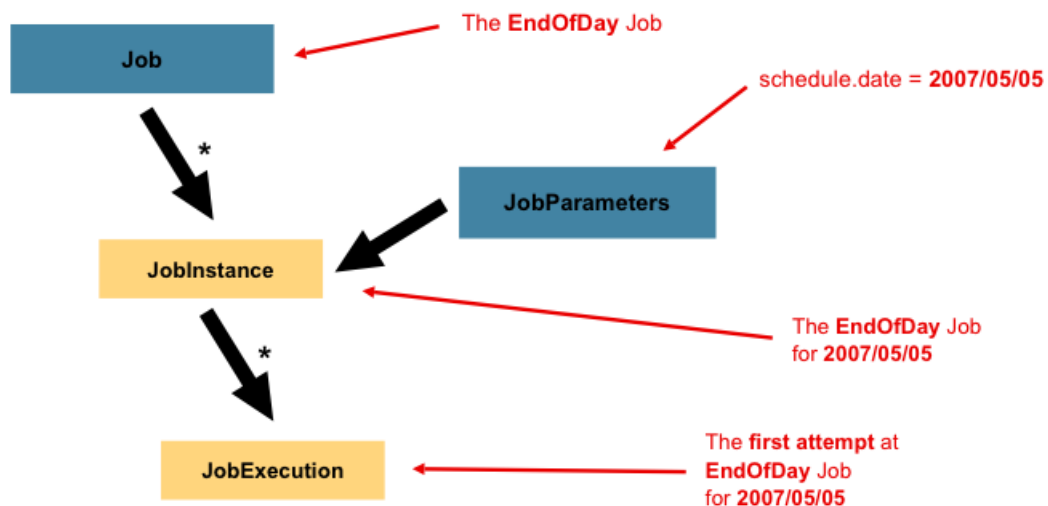 The EndOfDay Job
Job
schedule.date = 2007/05/05
*
JobParameters
JobInstance
The EndOfDay Job
for 2007/05/05
*
The first attempt at
EndOfDay Job
for 2007/05/05
JobExecution